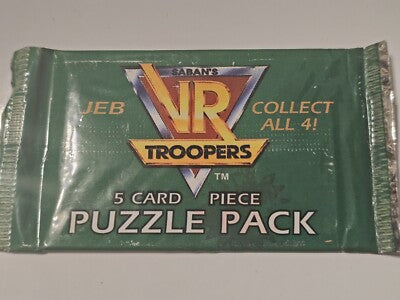 SABAN'S
VR
TROOPERS
TM
JEB
COLLECT
ALL 4!
5 CARD PIECE
PUZZLE PACK